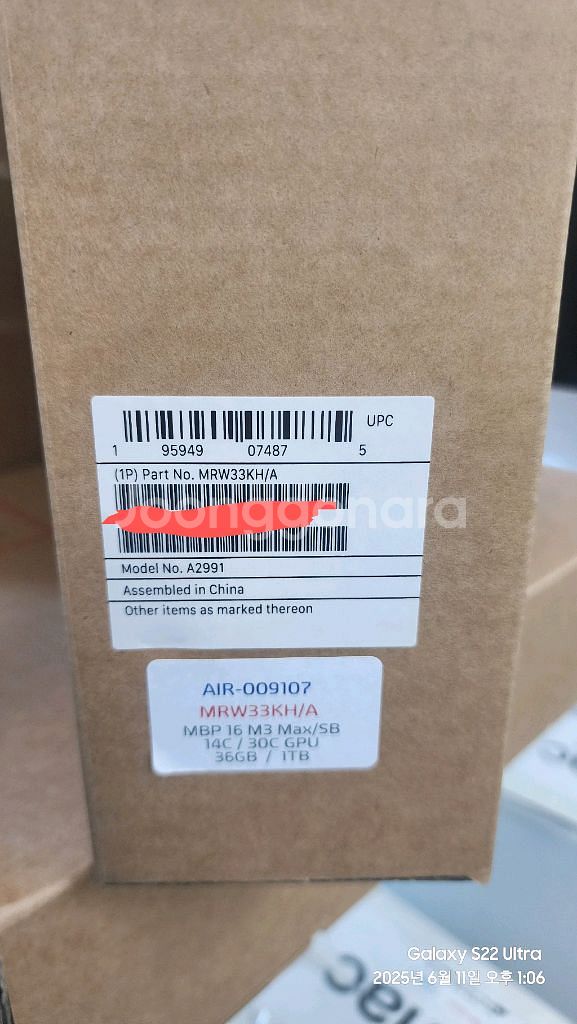 UPC
1 95949 07487 5
(1P) Part No. MRW33KH/A
Joonggonara
Model No. A2991
Assembled in China
Other items as marked thereon
AIR-009107
MRW33KH/A
MBP 16 M3 Max/SB
14C / 30C GPU
36GB / 1TB
Galaxy S22 Ultra
2025년 6월 11일 오후 1:06